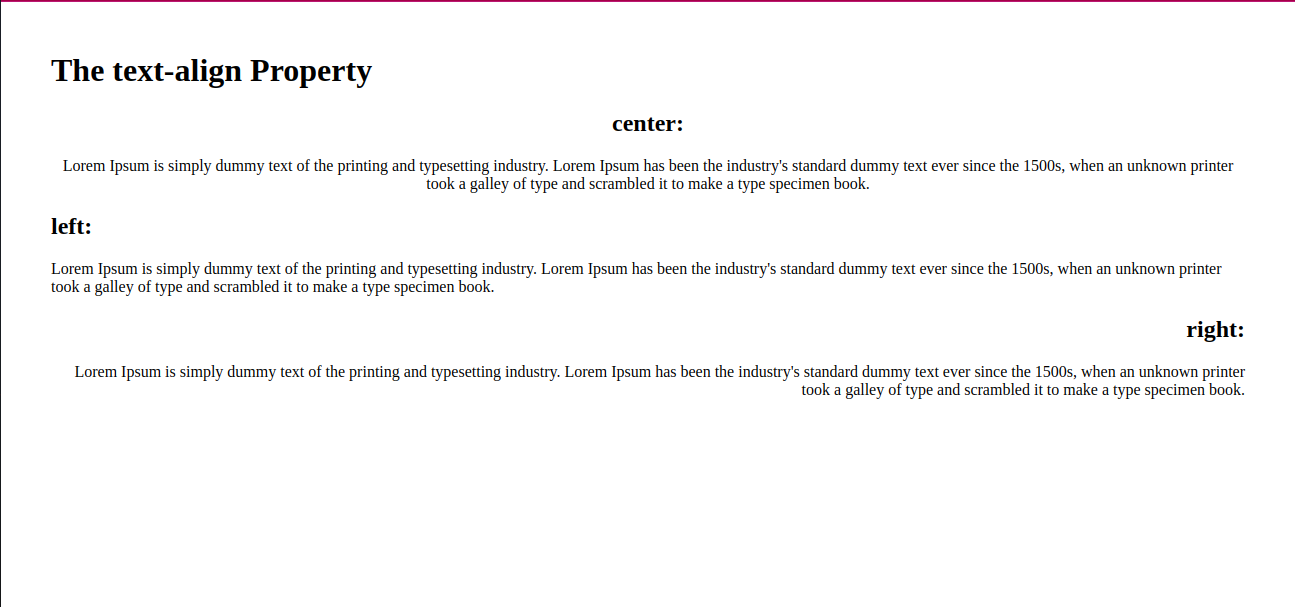 The text-align Property
center:
Lorem Ipsum is simply dummy text of the printing and typesetting industry. Lorem Ipsum has been the industry's standard dummy text ever since the 1500s, when an unknown printer
took a galley of type and scrambled it to make a type specimen book.
left:
Lorem Ipsum is simply dummy text of the printing and typesetting industry. Lorem Ipsum has been the industry's standard dummy text ever since the 1500s, when an unknown printer
took a galley of type and scrambled it to make a type specimen book.
right:
Lorem Ipsum is simply dummy text of the printing and typesetting industry. Lorem Ipsum has been the industry's standard dummy text ever since the 1500s, when an unknown printer
took a galley of type and scrambled it to make a type specimen book.